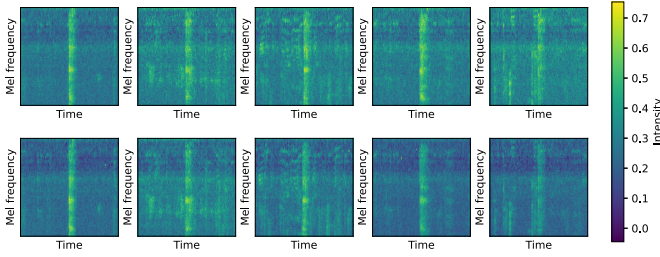 Mel frequency
Time
Mel frequency
Time
Mel frequency
Time
Mel frequency
Time
Mel frequency
Time
Mel frequency
Time
Mel frequency
Time
Mel frequency
Time
Mel frequency
Time
Mel frequency
Time
0.7
0.6
0.5
0.4
0.3
0.2
0.1
0.0
Intensity